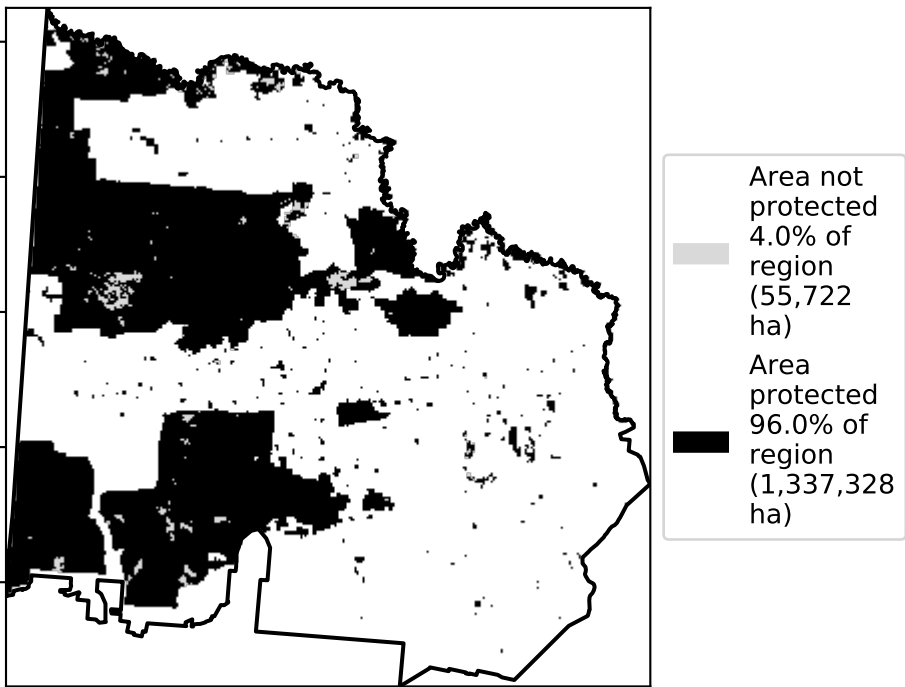 Area not
protected
4.0% of
region
(55,722
ha)
Area
protected
96.0% of
region
(1,337,328
ha)